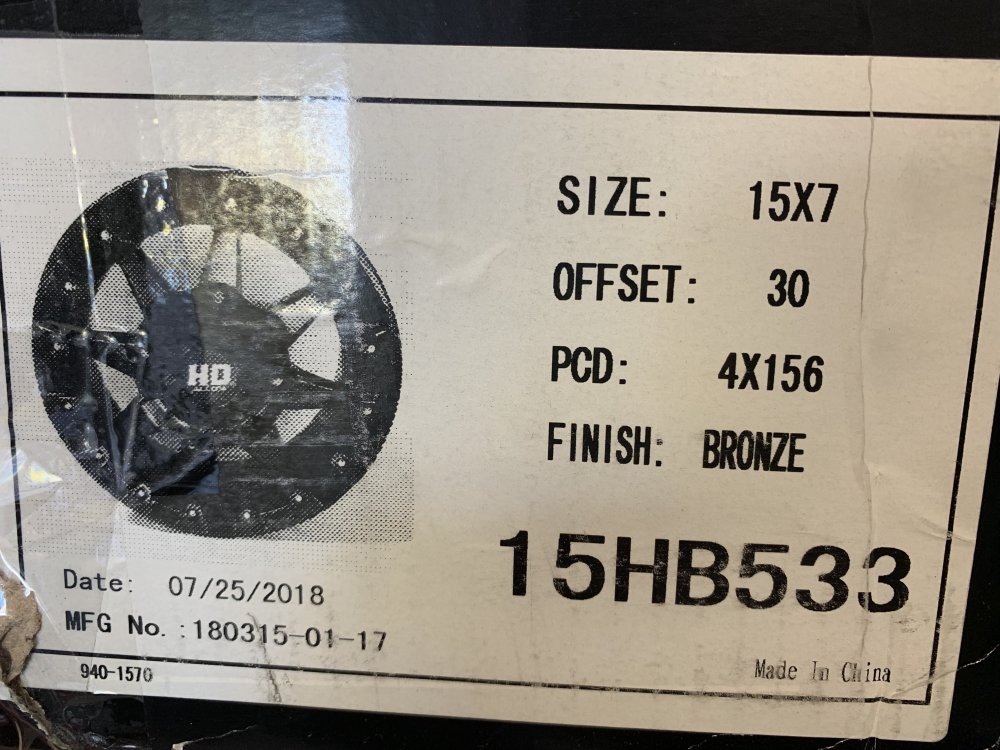 HD
SIZE: 15X7
OFFSET: 30
PCD: 4X156
FINISH: BRONZE
15HB533
Date: 07/25/2018
MFG No.:180315-01-17
940-1570
Made In China